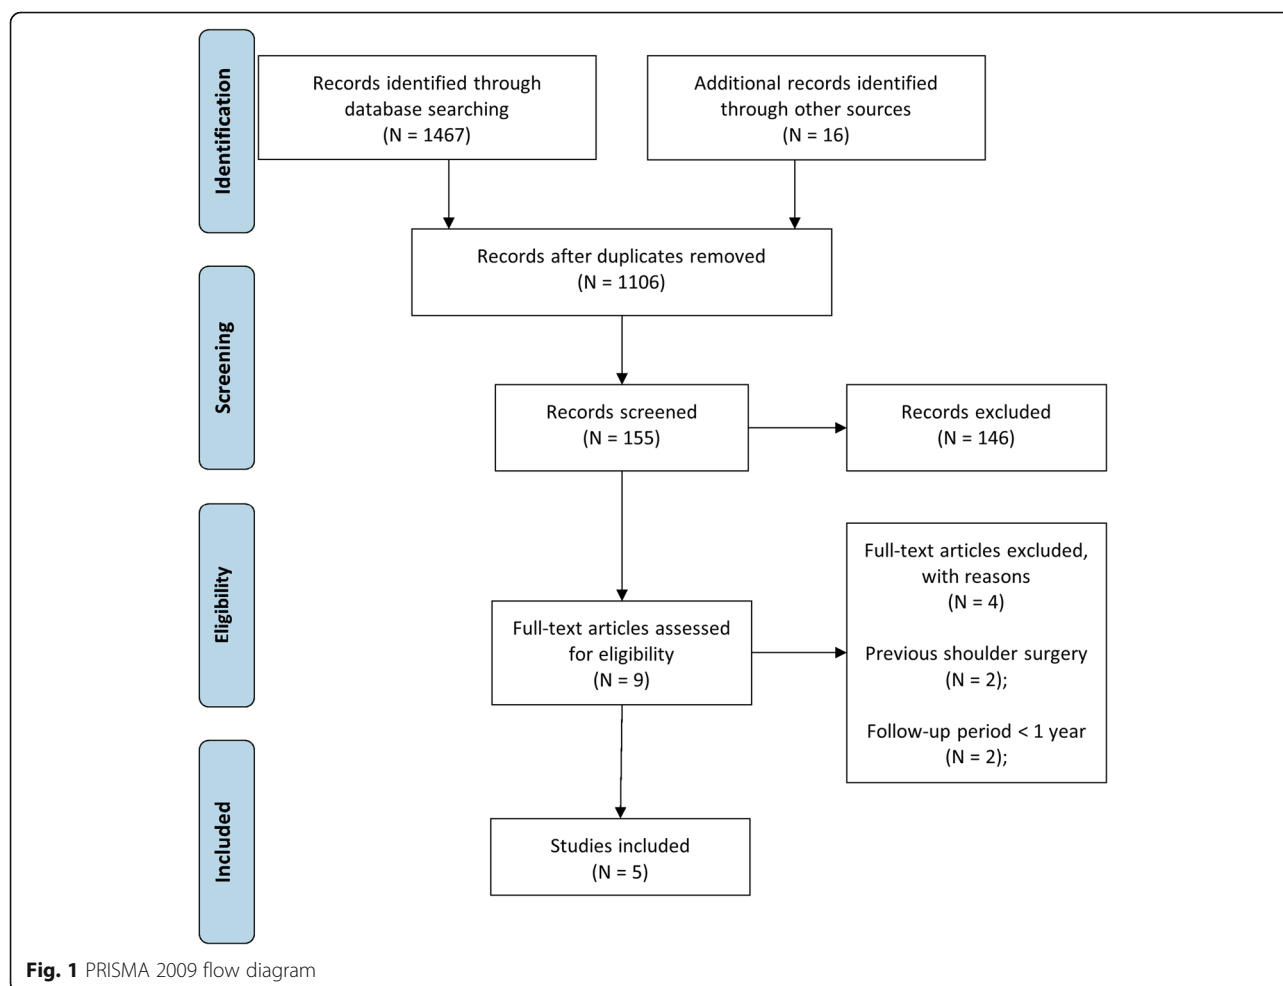 Identification
Records identified through
database searching
(N = 1467)
Additional records identified
through other sources
(N = 16)
Records after duplicates removed
(N = 1106)
Screening
Records screened
(N = 155)
Records excluded
(N = 146)
Eligibility
Full-text articles assessed
for eligibility
(N = 9)
Full-text articles excluded,
with reasons
(N = 4)
Previous shoulder surgery
(N = 2);
Follow-up period < 1 year
(N = 2);
Included
Studies included
(N = 5)
Fig. 1 PRISMA 2009 flow diagram